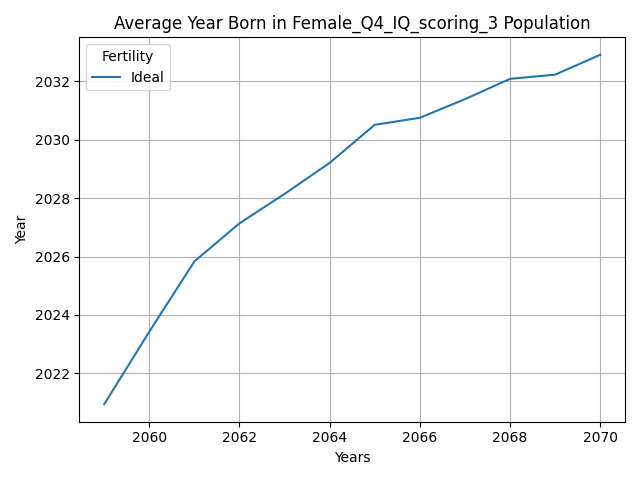 Average Year Born in Female_Q4_IQ_scoring_3 Population
Fertility
Ideal
2032
2030
2028
2026
2024
2022
Year
2060 2062 2064 2066 2068 2070
Years